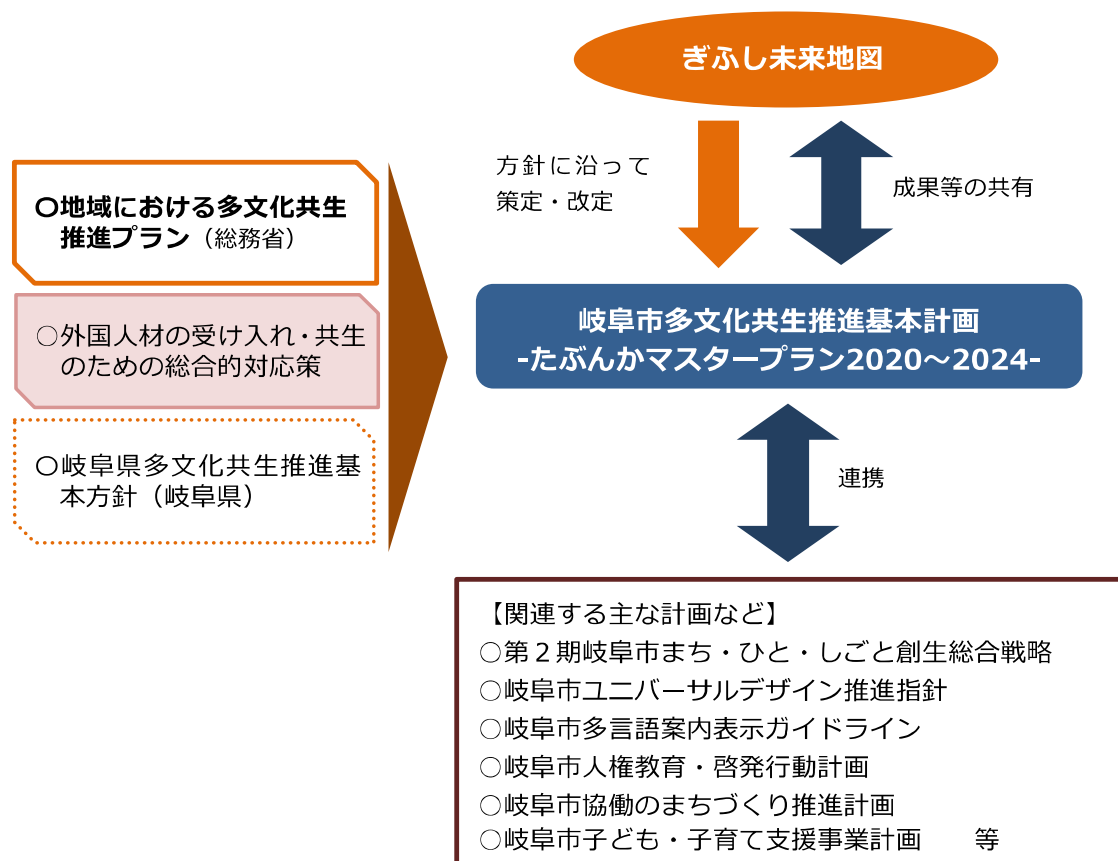 ぎふし未来地図
方針に沿って
策定・改定
成果等の共有
〇地域における多文化共生
推進プラン（総務省）
○外国人材の受け入れ・共生
のための総合的対応策
〇岐阜県多文化共生推進基
本方針（岐阜県）
岐阜市多文化共生推進基本計画
-たぶんかマスタープラン2020～2024-
連携
【関連する主な計画など】
○第２期岐阜市まち・ひと・しごと創生総合戦略
○岐阜市ユニバーサルデザイン推進指針
○岐阜市多言語案内表示ガイドライン
○岐阜市人権教育・啓発行動計画
○岐阜市協働のまちづくり推進計画
○岐阜市子ども・子育て支援事業計画　　等